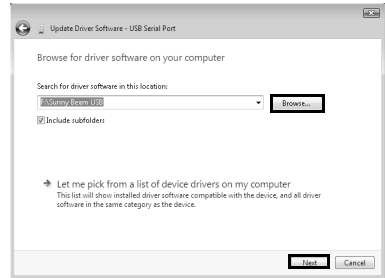 Update Driver Software - USB Serial Port
Browse for driver software on your computer
Search for driver software in this location:
F:\Sunny Beam USB
Browse...
Include subfolders
Let me pick from a list of device drivers on my computer
This list will show installed driver software compatible with the device, and all driver
software in the same category as the device.
Next Cancel